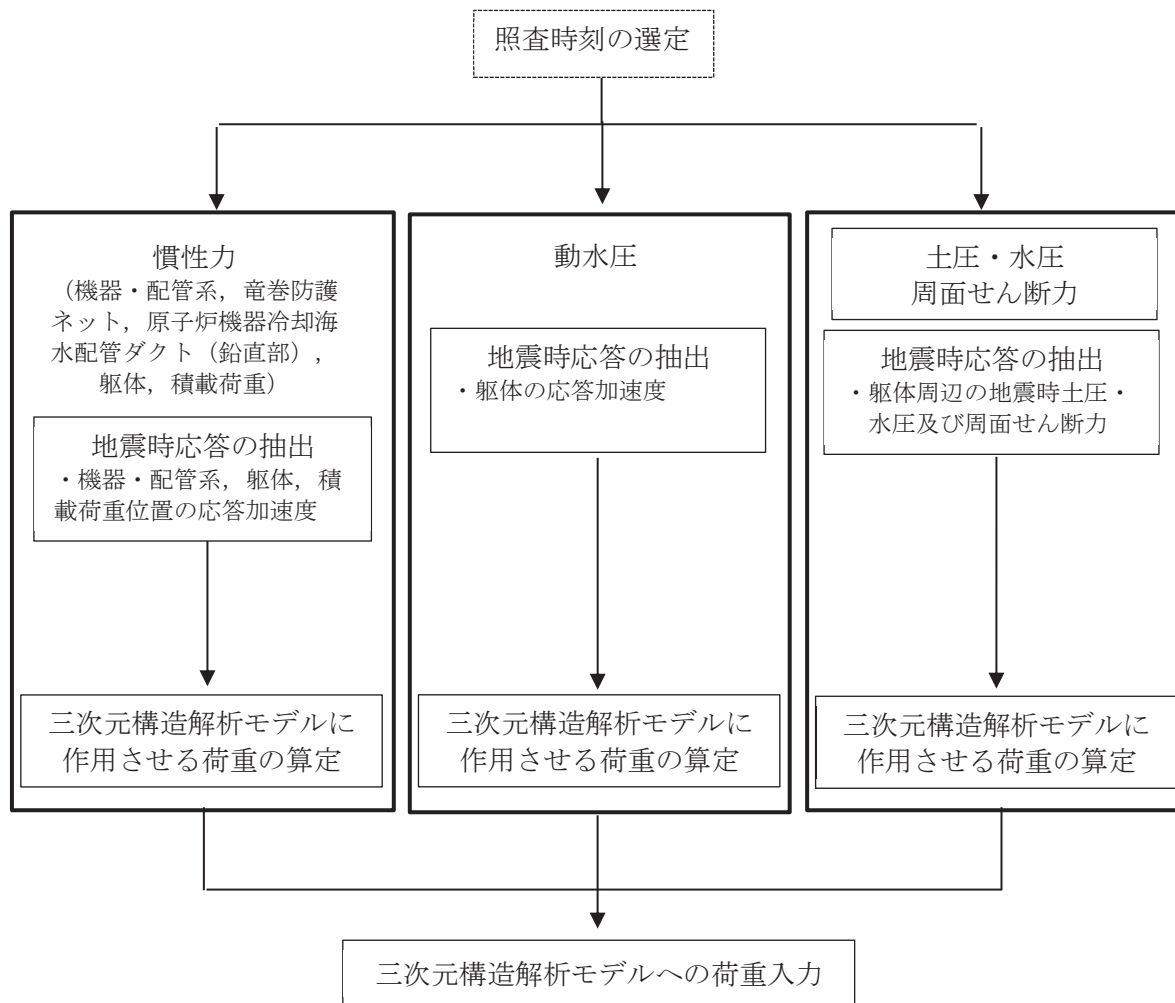 照査時刻の選定
慣性力
（機器・配管系，竜巻防護
ネット，原子炉機器冷却海
水配管ダクト（鉛直部），
躯体，積載荷重）
地震時応答の抽出
・機器・配管系，躯体，積
載荷重位置の応答加速度
三次元構造解析モデルに
作用させる荷重の算定
動水圧
地震時応答の抽出
・躯体の応答加速度
三次元構造解析モデルに
作用させる荷重の算定
土圧・水圧
周面せん断力
地震時応答の抽出
・躯体周辺の地震時土圧・
水圧及び周面せん断力
三次元構造解析モデルに
作用させる荷重の算定
三次元構造解析モデルへの荷重入力